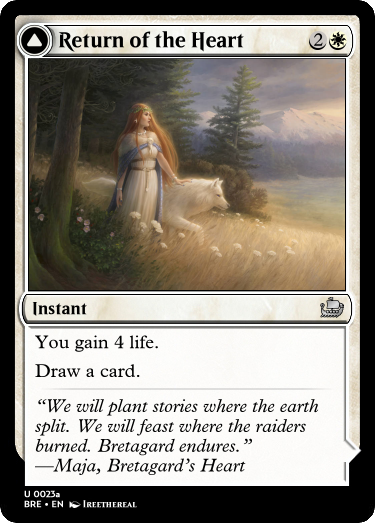 Return of the Heart 2
Instant
You gain 4 life.
Draw a card.
“We will plant stories where the earth
split. We will feast where the raiders
burned. Bretagard endures.”
—Maja, Bretagard’s Heart
U 0023a
BRE • EN Ireethereal